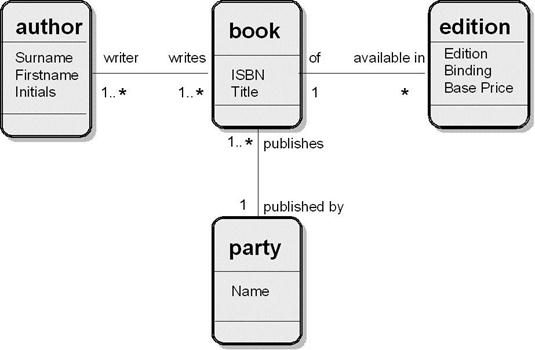 author
Surname
Firstname
Initials
writer writes
1..* 1..*
book
ISBN
Title
of available in
1 *
edition
Edition
Binding
Base Price
1..* publishes
1 published by
party
Name